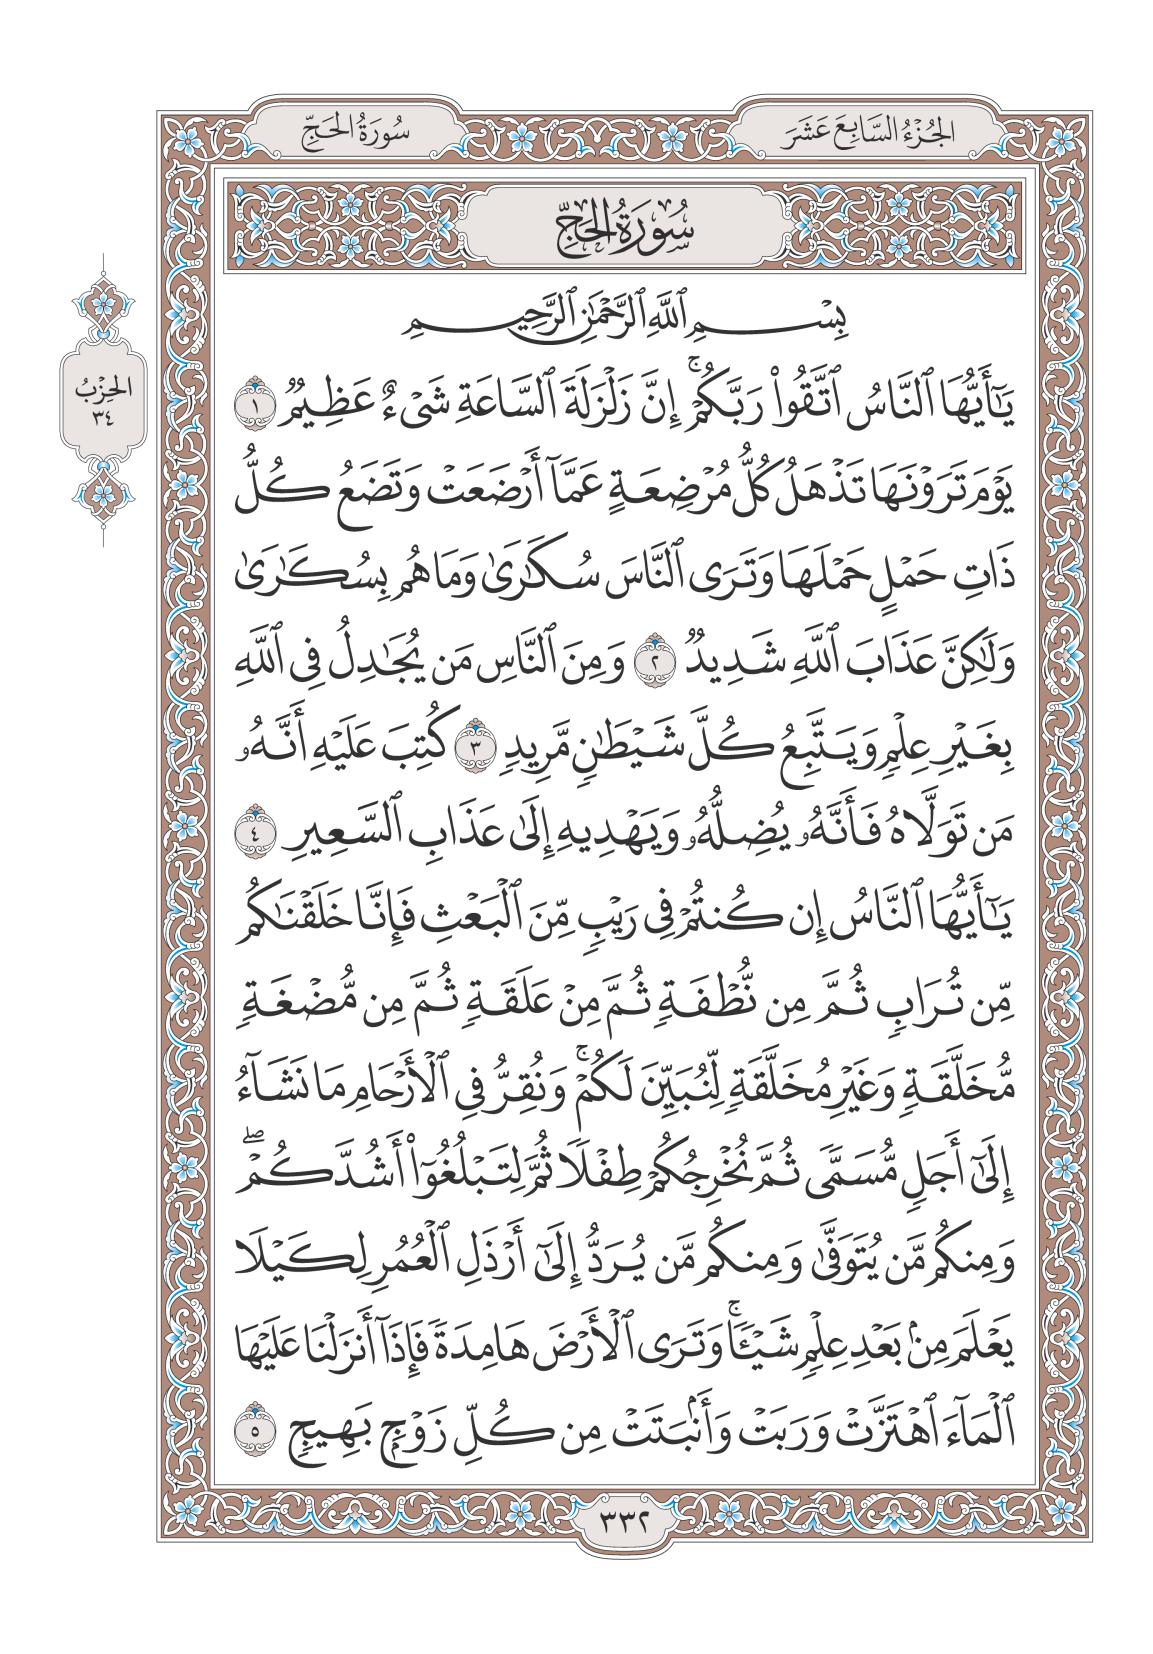 الجُزْءُ السَّابِعَ عَشَرَ
سُورَةُ الحَجِّ
سُورَةُ الحَجِّ
بِسْمِ ٱللَّهِ ٱلرَّحْمَٰنِ ٱلرَّحِيمِ
يَٰٓأَيُّهَا ٱلنَّاسُ ٱتَّقُوا۟ رَبَّكُمْ ۚ إِنَّ زَلْزَلَةَ ٱلسَّاعَةِ شَىْءٌ عَظِيمٌ ١
يَوْمَ تَرَوْنَهَا تَذْهَلُ كُلُّ مُرْضِعَةٍ عَمَّآ أَرْضَعَتْ وَتَضَعُ كُلُّ
ذَاتِ حَمْلٍ حَمْلَهَا وَتَرَى ٱلنَّاسَ سُكَٰرَىٰ وَمَا هُم بِسُكَٰرَىٰ
وَلَٰكِنَّ عَذَابَ ٱللَّهِ شَدِيدٌ ٢ وَمِنَ ٱلنَّاسِ مَن يُجَٰدِلُ فِى ٱللَّهِ
بِغَيْرِ عِلْمٍ وَيَتَّبِعُ كُلَّ شَيْطَٰنٍ مَّرِيدٍ ٣ كُتِبَ عَلَيْهِ أَنَّهُۥ
مَن تَوَلَّاهُ فَأَنَّهُۥ يُضِلُّهُۥ وَيَهْدِيهِ إِلَىٰ عَذَابِ ٱلسَّعِيرِ ٤
يَٰٓأَيُّهَا ٱلنَّاسُ إِن كُنتُمْ فِى رَيْبٍ مِّنَ ٱلْبَعْثِ فَإِنَّا خَلَقْنَٰكُم
مِّن تُرَابٍ ثُمَّ مِن نُّطْفَةٍ ثُمَّ مِنْ عَلَقَةٍ ثُمَّ مِن مُّضْغَةٍ
مُّخَلَّقَةٍ وَغَيْرِ مُخَلَّقَةٍ لِّنُبَيِّنَ لَكُمْ ۚ وَنُقِرُّ فِى ٱلْأَرْحَامِ مَا نَشَآءُ
إِلَىٰٓ أَجَلٍ مُّسَمًّى ثُمَّ نُخْرِجُكُمْ طِفْلًا ثُمَّ لِتَبْلُغُوٓا۟ أَشُدَّكُمْ ۖ
وَمِنكُم مَّن يُتَوَفَّىٰ وَمِنكُم مَّن يُرَدُّ إِلَىٰٓ أَرْذَلِ ٱلْعُمُرِ لِكَيْلَا
يَعْلَمَ مِنۢ بَعْدِ عِلْمٍ شَيْـًٔا ۚ وَتَرَى ٱلْأَرْضَ هَامِدَةً فَإِذَآ أَنزَلْنَا عَلَيْهَا
ٱلْمَآءَ ٱهْتَزَّتْ وَرَبَتْ وَأَنۢبَتَتْ مِن كُلِّ زَوْجٍۭ بَهِيجٍ ٥
الحِزْبُ
٣٤
٣٣٢